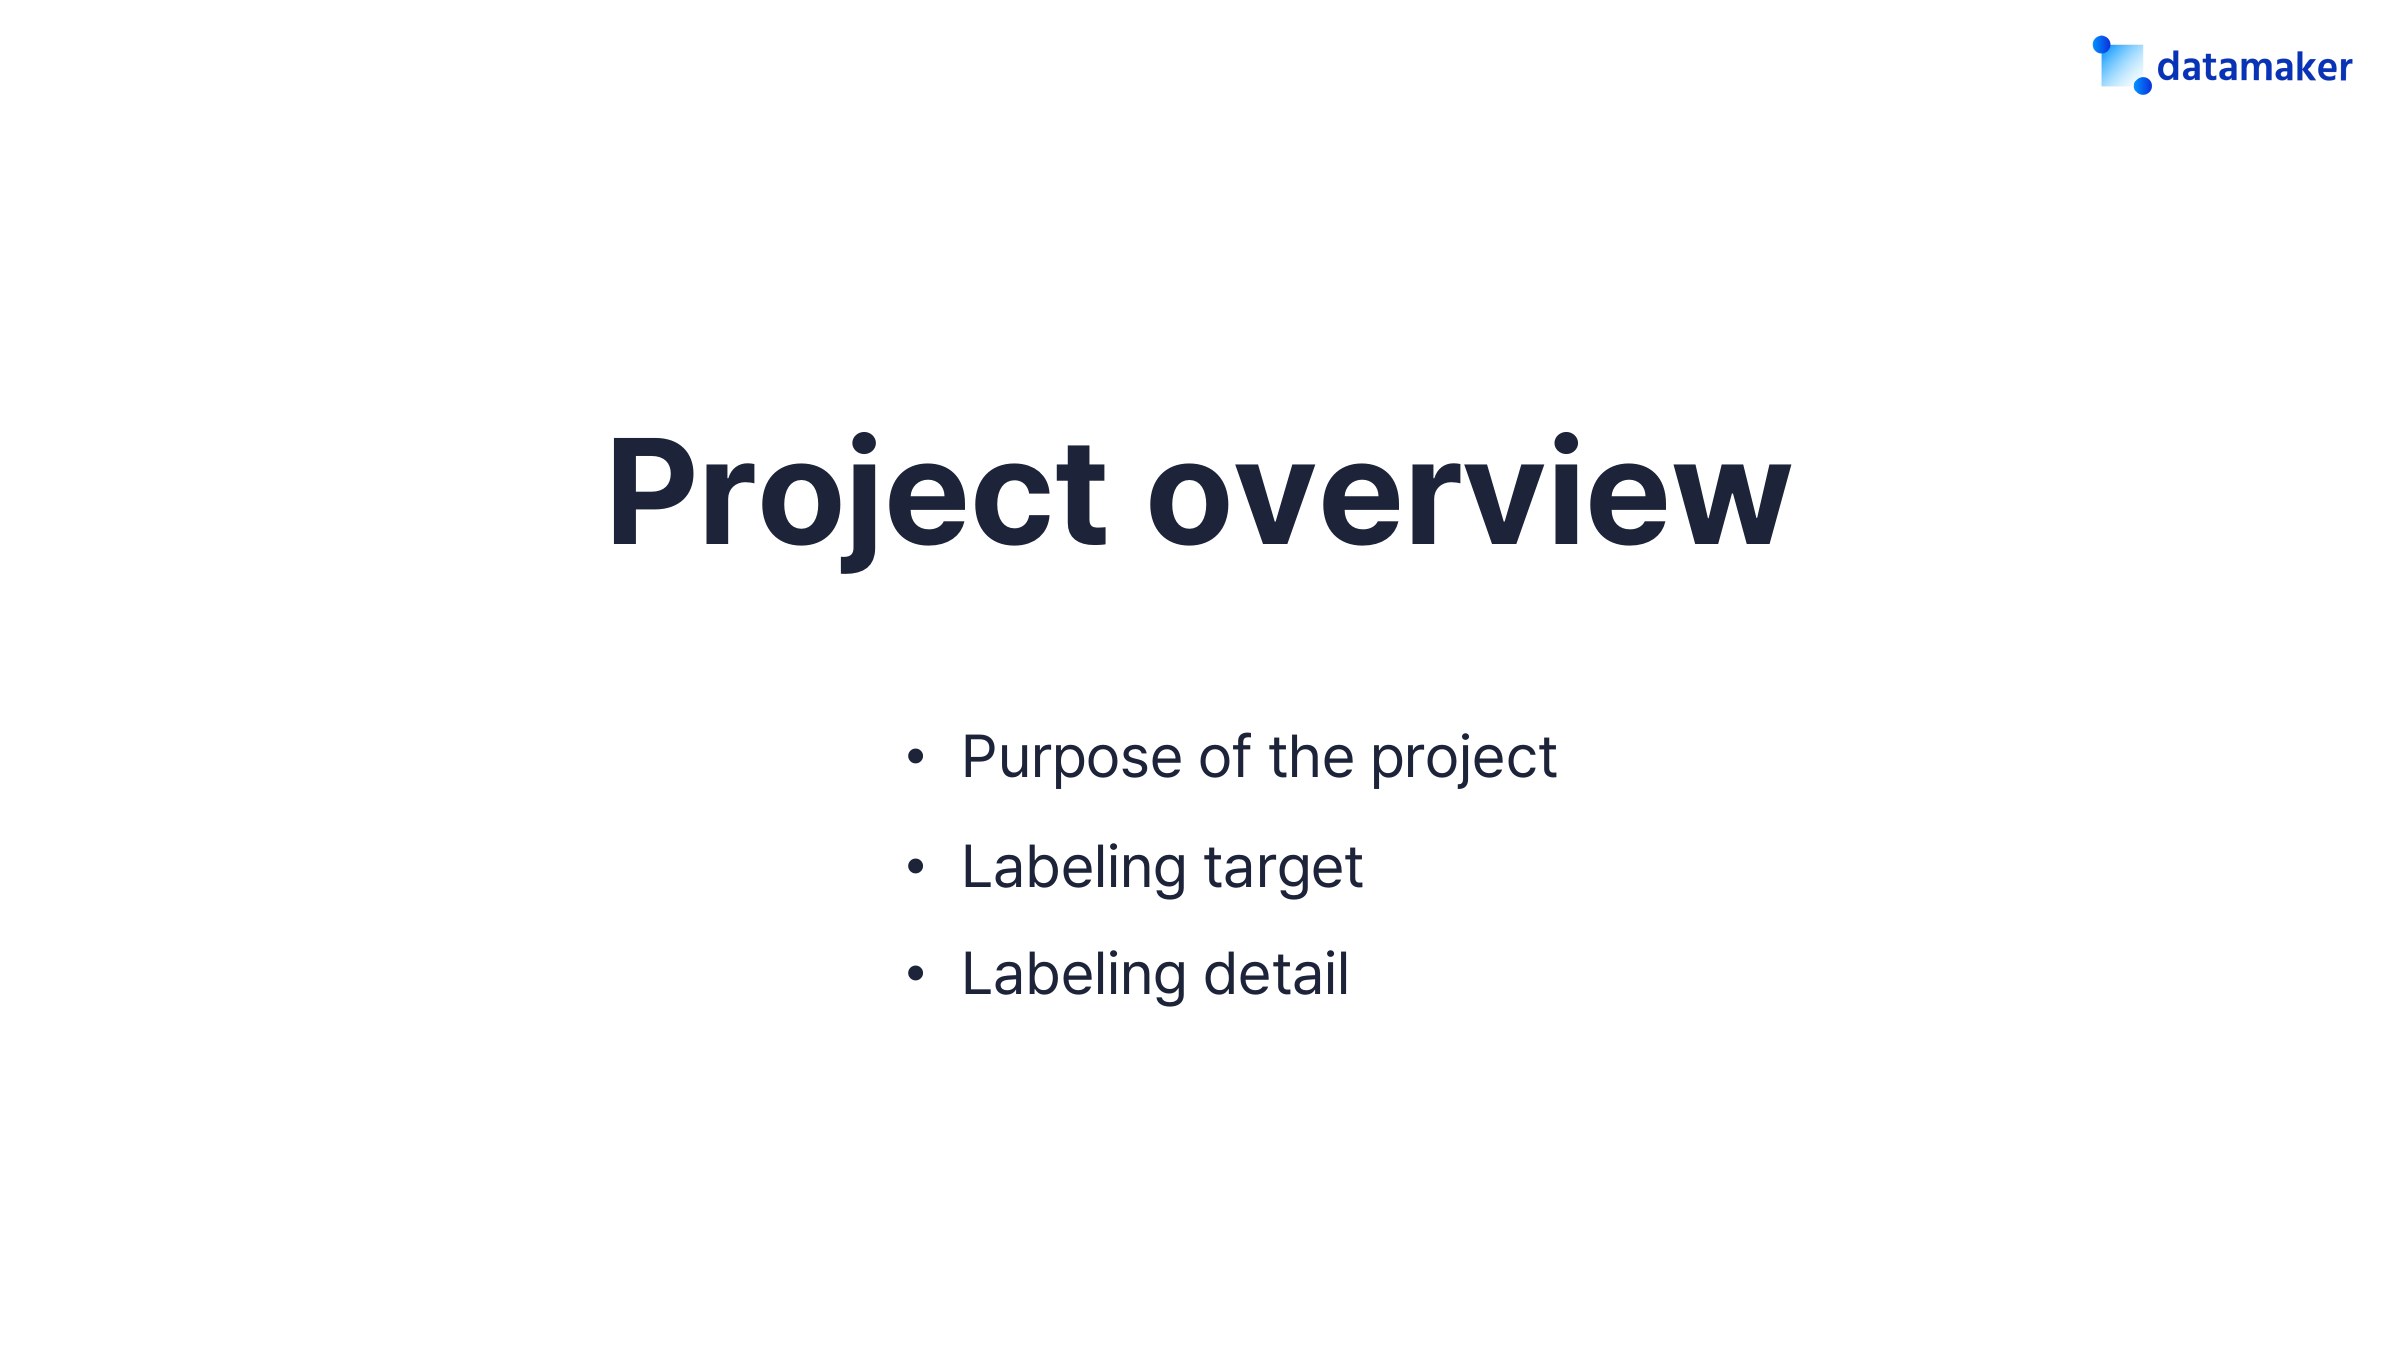 datamaker
Project overview
• Purpose of the project
• Labeling target
• Labeling detail